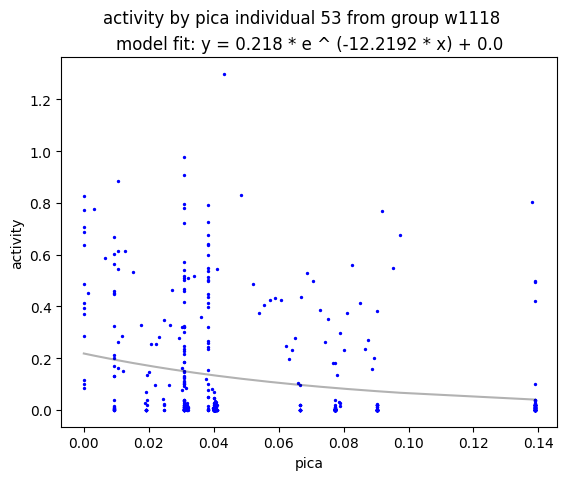 activity by pica individual 53 from group w1118
model fit: y = 0.218 * e ^ (-12.2192 * x) + 0.0
activity
1.2
1.0
0.8
0.6
0.4
0.2
0.0
0.00 0.02 0.04 0.06 0.08 0.10 0.12 0.14
pica